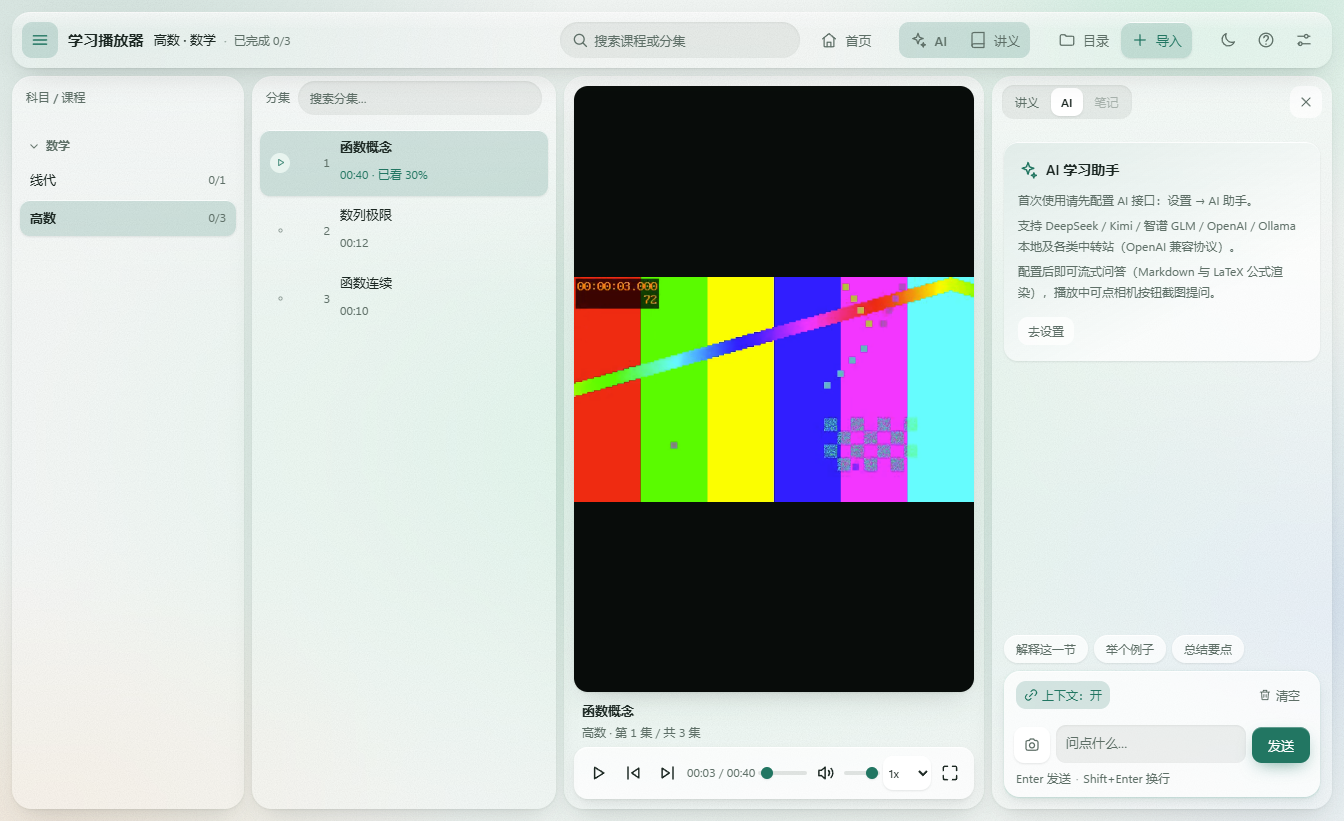 学习播放器 高数 · 数学 · 已完成 0/3
搜索课程或分集
首页
AI
讲义
目录
导入
科目 / 课程
数学
线代 0/1
高数 0/3
分集
搜索分集...
1 函数概念
00:40 · 已看 30%
2 数列极限
00:12
3 函数连续
00:10
00:00:03.000
72
函数概念
高数 · 第 1 集 / 共 3 集
00:03 / 00:40
1x
讲义 AI 笔记
AI 学习助手
首次使用请先配置 AI 接口：设置 → AI 助手。
支持 DeepSeek / Kimi / 智谱 GLM / OpenAI / Ollama
本地及各类中转站（OpenAI 兼容协议）。
配置后即可流式问答（Markdown 与 LaTeX 公式渲
染），播放中可点相机按钮截图提问。
去设置
解释这一节 举个例子 总结要点
上下文：开 清空
问点什么...
发送
Enter 发送 · Shift+Enter 换行